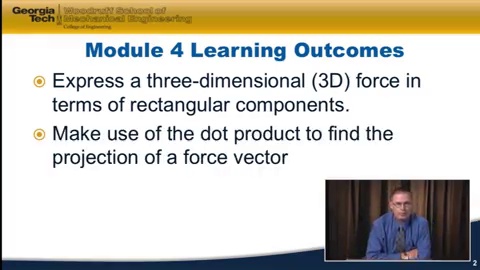 Georgia Tech
Woodruff School of
Mechanical Engineering
College of Engineering
Module 4 Learning Outcomes
Express a three-dimensional (3D) force in
terms of rectangular components.
Make use of the dot product to find the
projection of a force vector
2